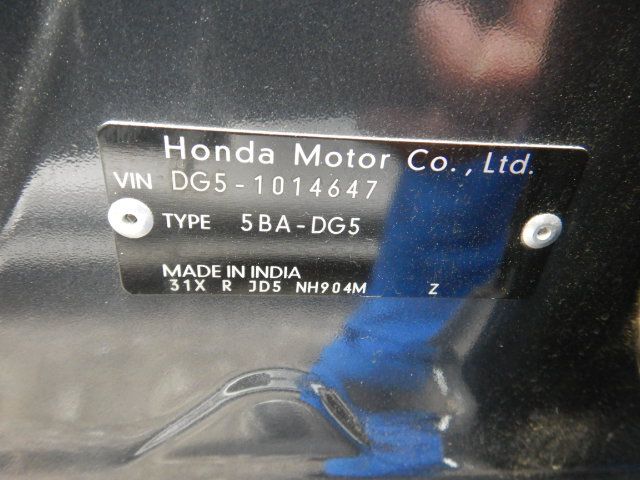 Honda Motor Co., Ltd.
VIN DG5-1014647
TYPE 5BA-DG5
MADE IN INDIA
31X R JD5 NH904M Z